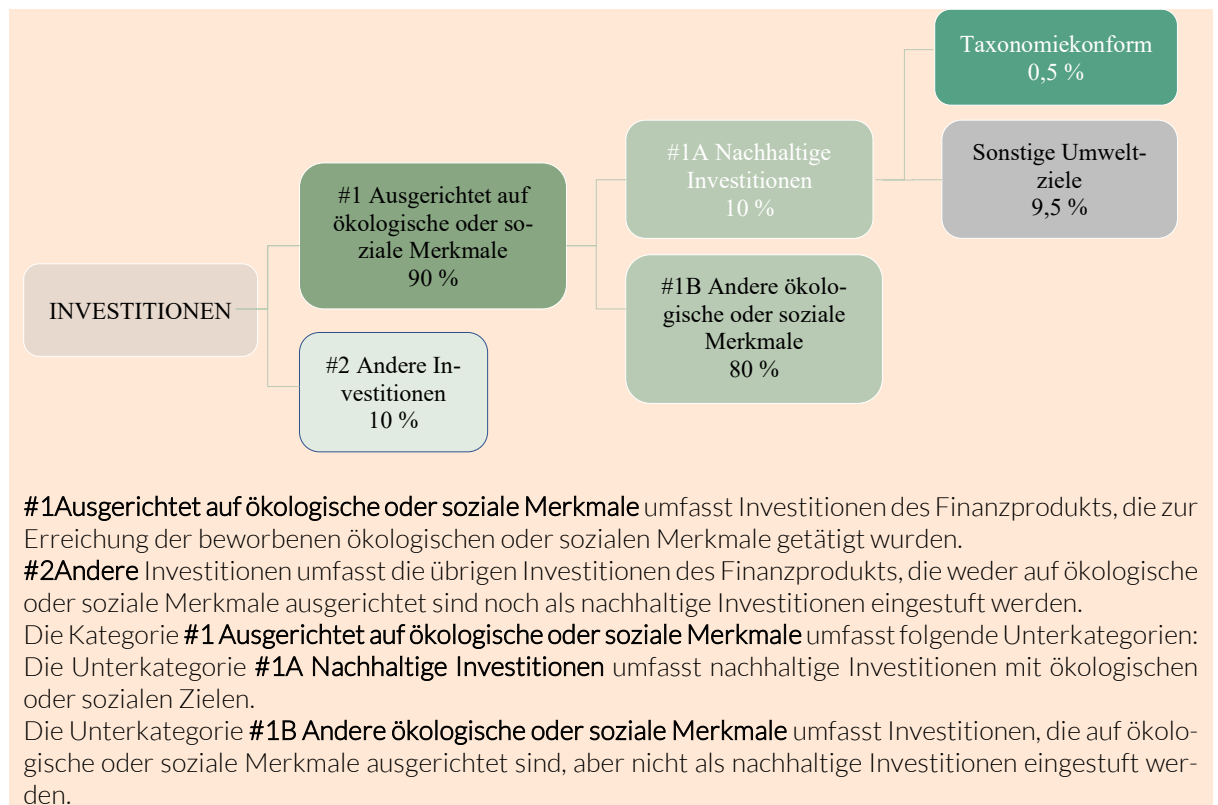 Taxonomiekonform
0,5 %
#1A Nachhaltige
Investitionen
10 %
Sonstige Umwelt-
ziele
9,5 %
#1 Ausgerichtet auf
ökologische oder so-
ziale Merkmale
90 %
#1B Andere ökolo-
gische oder soziale
Merkmale
80 %
INVESTITIONEN
#2 Andere In-
vestitionen
10 %
#1Ausgerichtet auf ökologische oder soziale Merkmale umfasst Investitionen des Finanzprodukts, die zur
Erreichung der beworbenen ökologischen oder sozialen Merkmale getätigt wurden.
#2Andere Investitionen umfasst die übrigen Investitionen des Finanzprodukts, die weder auf ökologische
oder soziale Merkmale ausgerichtet sind noch als nachhaltige Investitionen eingestuft werden.
Die Kategorie #1 Ausgerichtet auf ökologische oder soziale Merkmale umfasst folgende Unterkategorien:
Die Unterkategorie #1A Nachhaltige Investitionen umfasst nachhaltige Investitionen mit ökologischen
oder sozialen Zielen.
Die Unterkategorie #1B Andere ökologische oder soziale Merkmale umfasst Investitionen, die auf ökolo-
gische oder soziale Merkmale ausgerichtet sind, aber nicht als nachhaltige Investitionen eingestuft wer-
den.